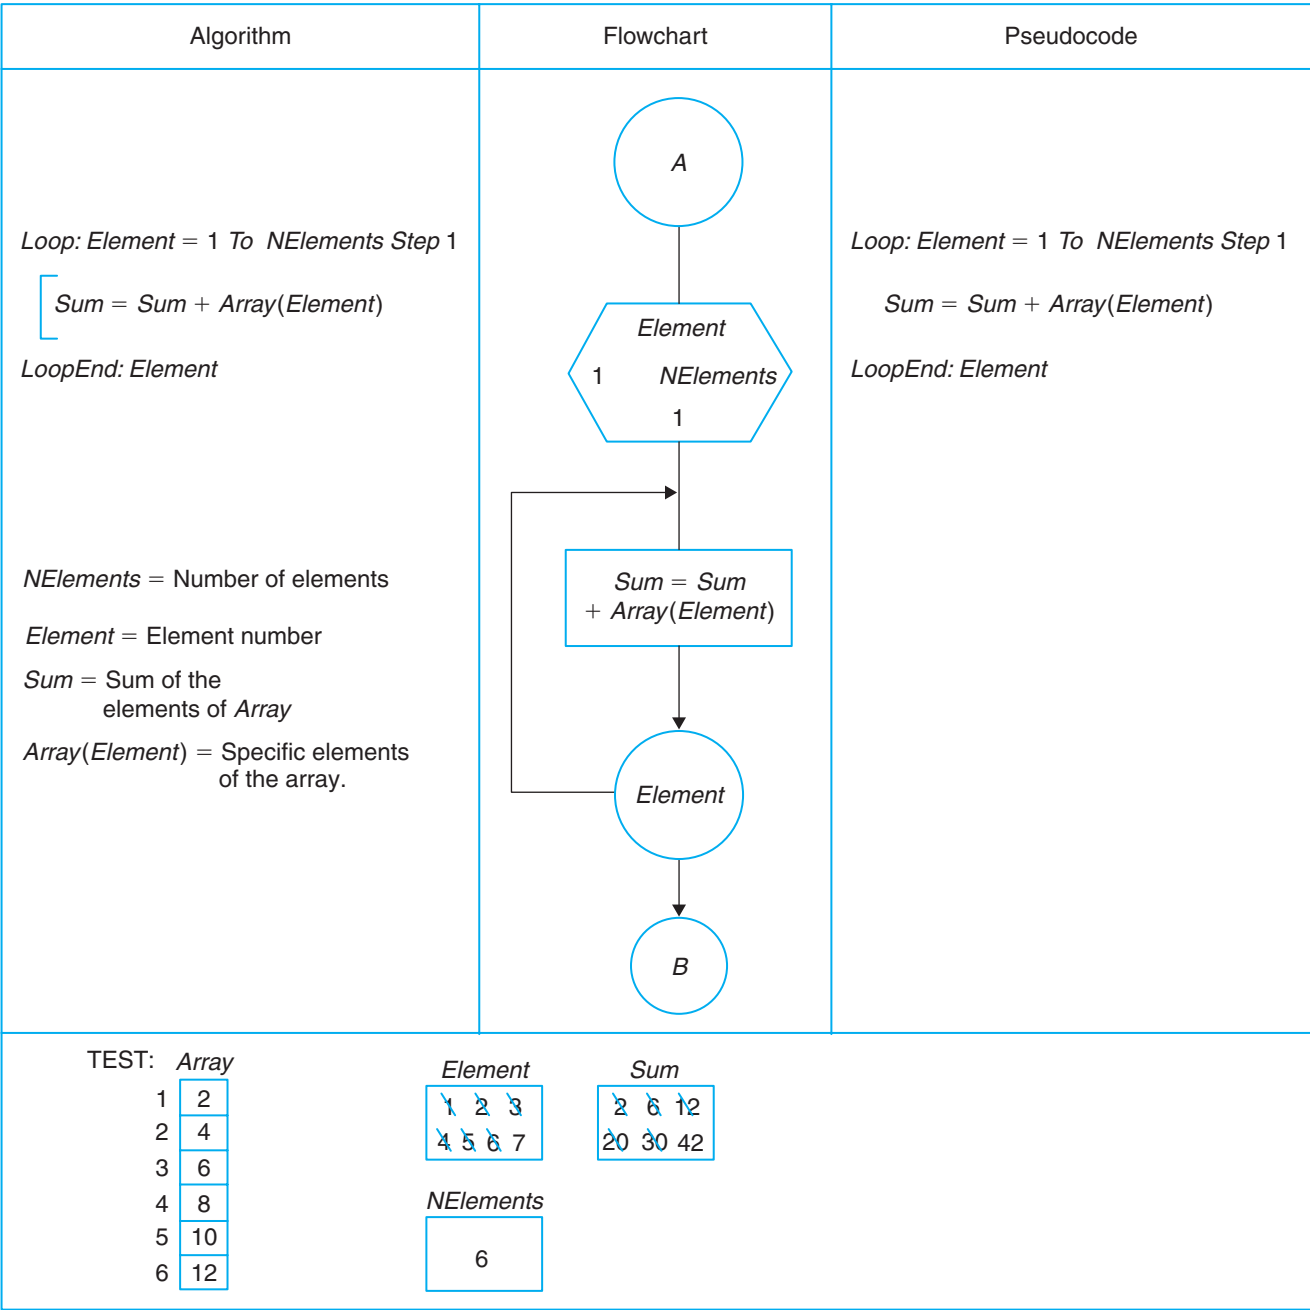 Algorithm
Flowchart
Pseudocode
Loop: Element = 1 To NElements Step 1
Sum = Sum + Array(Element)
LoopEnd: Element
NElements = Number of elements
Element = Element number
Sum = Sum of the
elements of Array
Array(Element) = Specific elements
of the array.
A
Element
1 NElements
1
Sum = Sum
+ Array(Element)
Element
B
Loop: Element = 1 To NElements Step 1
Sum = Sum + Array(Element)
LoopEnd: Element
TEST: Array
1 2
2 4
3 6
4 8
5 10
6 12
Element
1 2 3
4 5 6 7
Sum
2 6 12
20 30 42
NElements
6